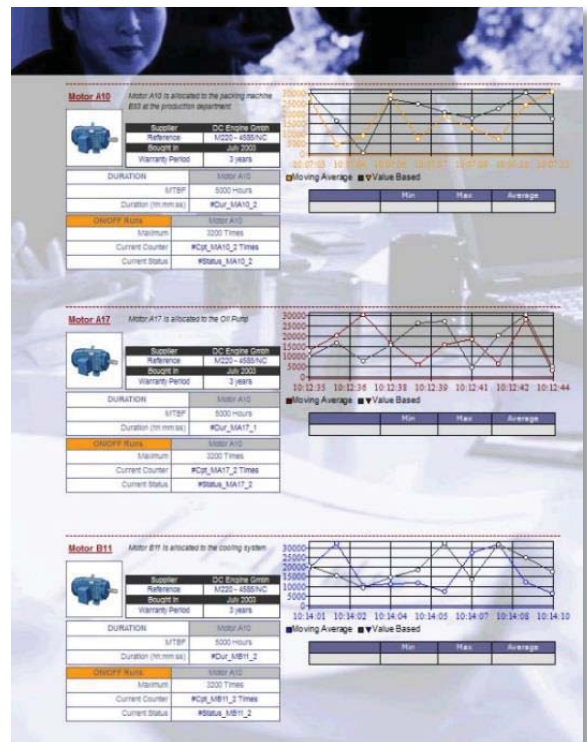 Motor A10 Motor A10 is allocated to the packing machine
B83 at the production department
Supplier DC Engine Gmbh
Reference M220 - 4585/NC
Bought in July 2003
Warranty Period 3 years
DURATION Motor A10
MTBF 5000 Hours
Duration (hh:mm:ss) #Dur_MA10_2
ON/OFF Runs Motor A10
Maximum 3200 Times
Current Counter #Cpt_MA10_2 Times
Current Status #Status_MA10_2
30000
25000
20000
15000
10000
5000
0
Moving Average Value Based
Min Max Average
Motor A17 Motor A17 is allocated to the Oil Pump
Supplier DC Engine Gmbh
Reference M220 - 4585/NC
Bought in July 2003
Warranty Period 3 years
DURATION Motor A10
MTBF 5000 Hours
Duration (hh:mm:ss) #Dur_MA17_1
ON/OFF Runs Motor A10
Maximum 3200 Times
Current Counter #Cpt_MA17_2 Times
Current Status #Status_MA17_2
30000
25000
20000
15000
10000
5000
0
10:12:35 10:12:36 10:12:38 10:12:39 10:12:41 10:12:42 10:12:44
Moving Average Value Based
Min Max Average
Motor B11 Motor B11 is allocated to the cooling system
Supplier DC Engine Gmbh
Reference M220 - 4585/NC
Bought in July 2003
Warranty Period 3 years
DURATION Motor A10
MTBF 5000 Hours
Duration (hh:mm:ss) #Dur_MB11_2
ON/OFF Runs Motor A10
Maximum 3200 Times
Current Counter #Cpt_MB11_2 Times
Current Status #Status_MB11_2
30000
25000
20000
15000
10000
5000
0
10:14:01 10:14:02 10:14:04 10:14:05 10:14:07 10:14:08 10:14:10
Moving Average Value Based
Min Max Average